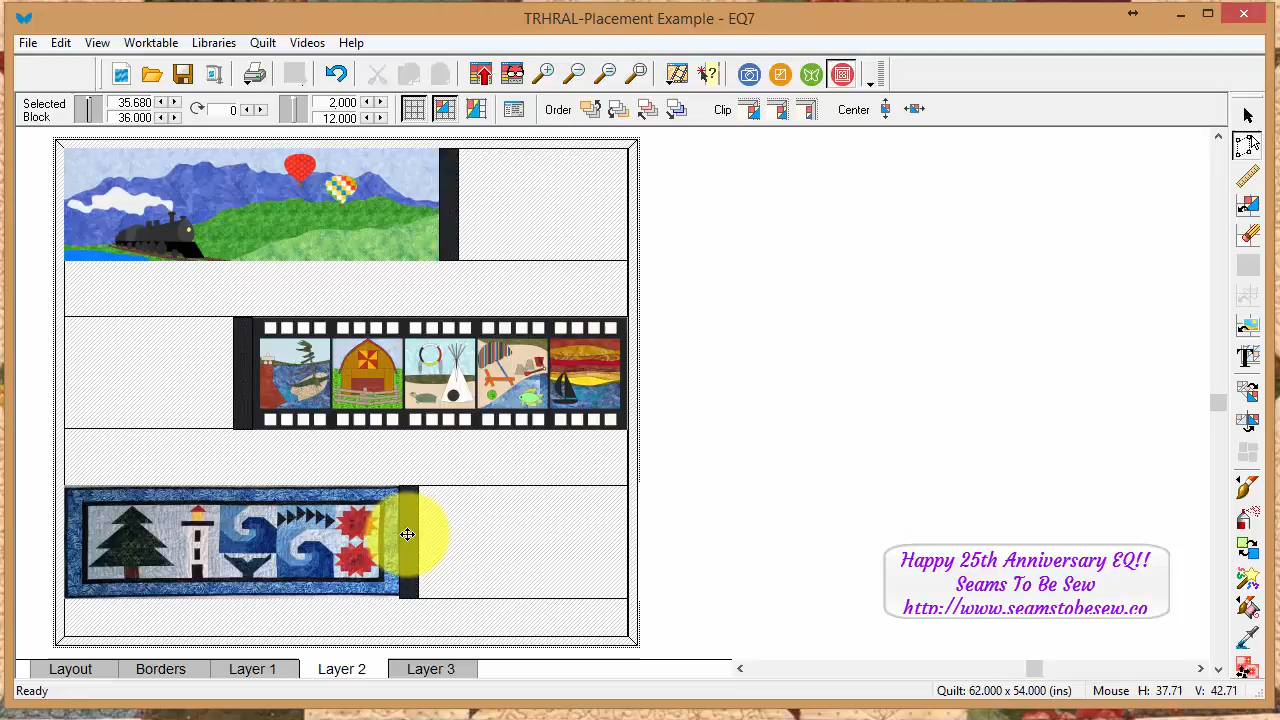 TRHRAL-Placement Example - EQ7
File Edit View Worktable Libraries Quilt Videos Help
Selected Block 35.680 36.000 0 2.000 12.000 Order Clip Center
Happy 25th Anniversary EQ!!
Seams To Be Sew
http://www.seamstobesew.co
Layout Borders Layer 1 Layer 2 Layer 3
Ready Quilt: 62.000 x 54.000 (ins) Mouse H: 37.71 V: 42.71